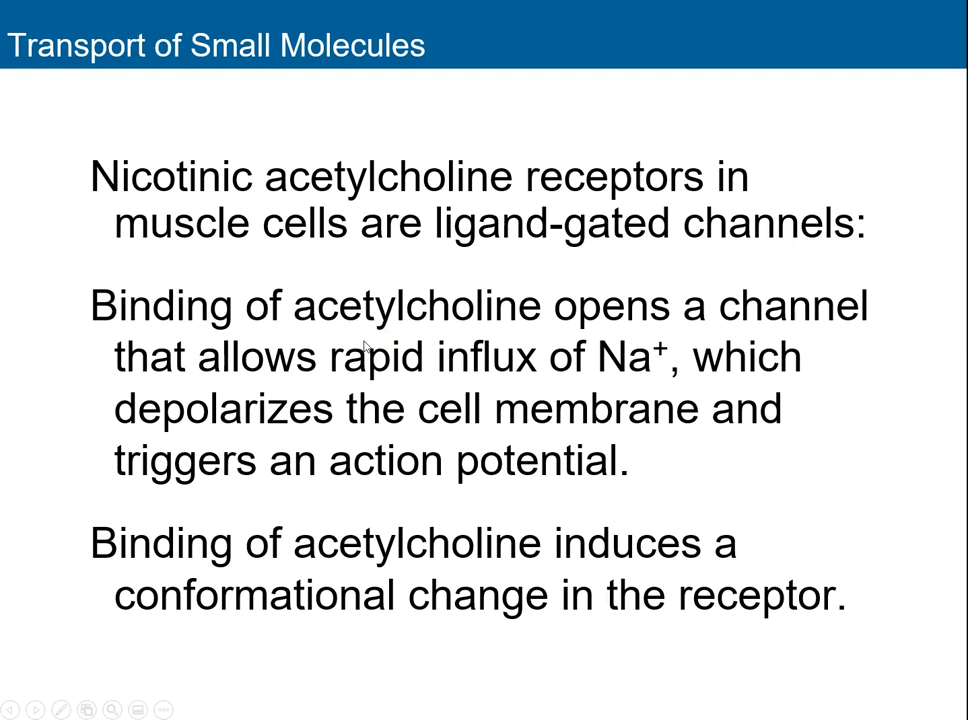 Transport of Small Molecules
Nicotinic acetylcholine receptors in
muscle cells are ligand-gated channels:
Binding of acetylcholine opens a channel
that allows rapid influx of Na⁺, which
depolarizes the cell membrane and
triggers an action potential.
Binding of acetylcholine induces a
conformational change in the receptor.